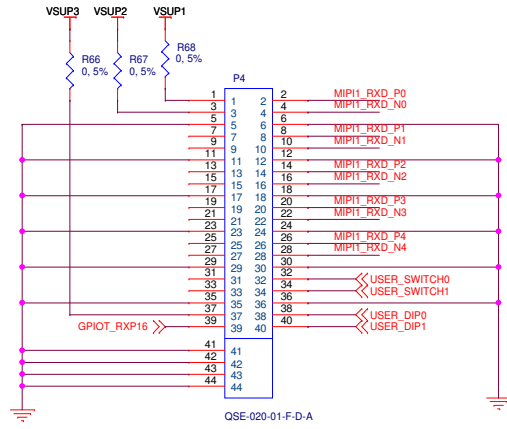 VSUP3 VSUP2 VSUP1
R66 0, 5%
R67 0, 5%
R68 0, 5%
P4
1 1 2 2 MIPI1_RXD_P0
3 3 4 4 MIPI1_RXD_N0
5 5 6 6
7 7 8 8 MIPI1_RXD_P1
9 9 10 10 MIPI1_RXD_N1
11 11 12 12
13 13 14 14 MIPI1_RXD_P2
15 15 16 16 MIPI1_RXD_N2
17 17 18 18
19 19 20 20 MIPI1_RXD_P3
21 21 22 22 MIPI1_RXD_N3
23 23 24 24
25 25 26 26 MIPI1_RXD_P4
27 27 28 28 MIPI1_RXD_N4
29 29 30 30
31 31 32 32 USER_SWITCH0
33 33 34 34 USER_SWITCH1
35 35 36 36
37 37 38 38 USER_DIP0
GPIOT_RXP16 39 39 40 40 USER_DIP1
41 41
42 42
43 43
44 44
QSE-020-01-F-D-A